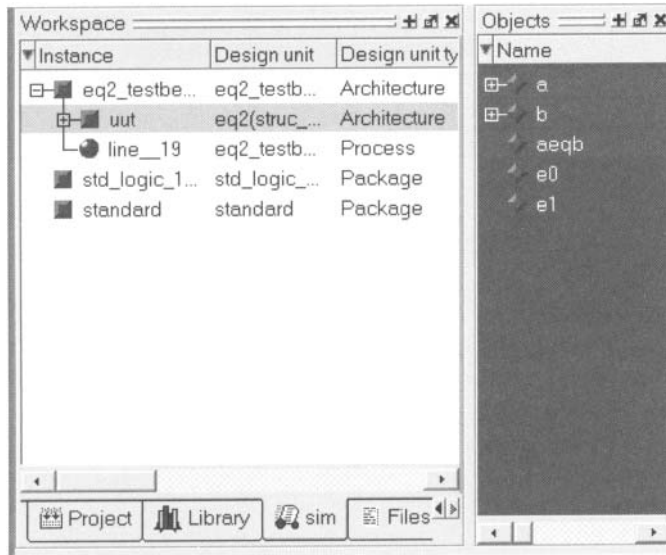 Workspace
Instance Design unit Design unit ty
eq2_testbe... eq2_testb... Architecture
uut eq2(struc_... Architecture
line__19 eq2_testb... Process
std_logic_1... std_logic_... Package
standard standard Package
Project Library sim Files
Objects
Name
a
b
aeqb
e0
e1